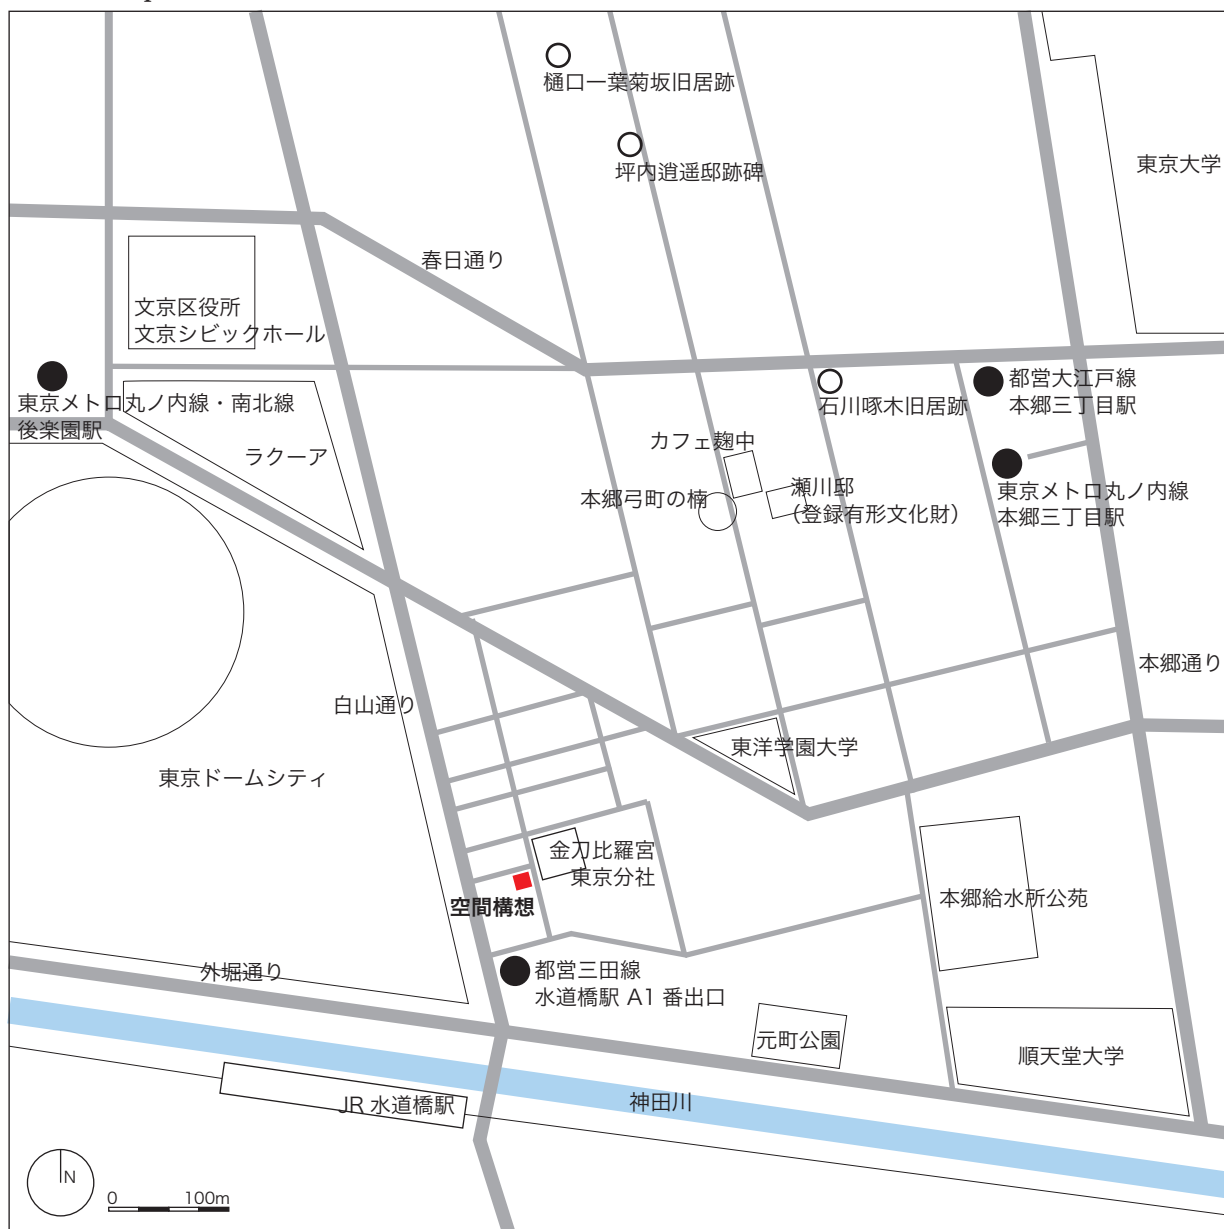 樋口一葉菊坂旧居跡
坪内逍遥邸跡碑
東京大学
春日通り
文京区役所
文京シビックホール
東京メトロ丸ノ内線・南北線
後楽園駅
ラクーア
都営大江戸線
本郷三丁目駅
石川啄木旧居跡
カフェ麹中
本郷弓町の楠
瀬川邸
（登録有形文化財）
東京メトロ丸ノ内線
本郷三丁目駅
本郷通り
白山通り
東洋学園大学
東京ドームシティ
金刀比羅宮
東京分社
空間構想
本郷給水所公苑
外堀通り
都営三田線
水道橋駅 A1 番出口
元町公園
順天堂大学
JR 水道橋駅
神田川
N
0 100m